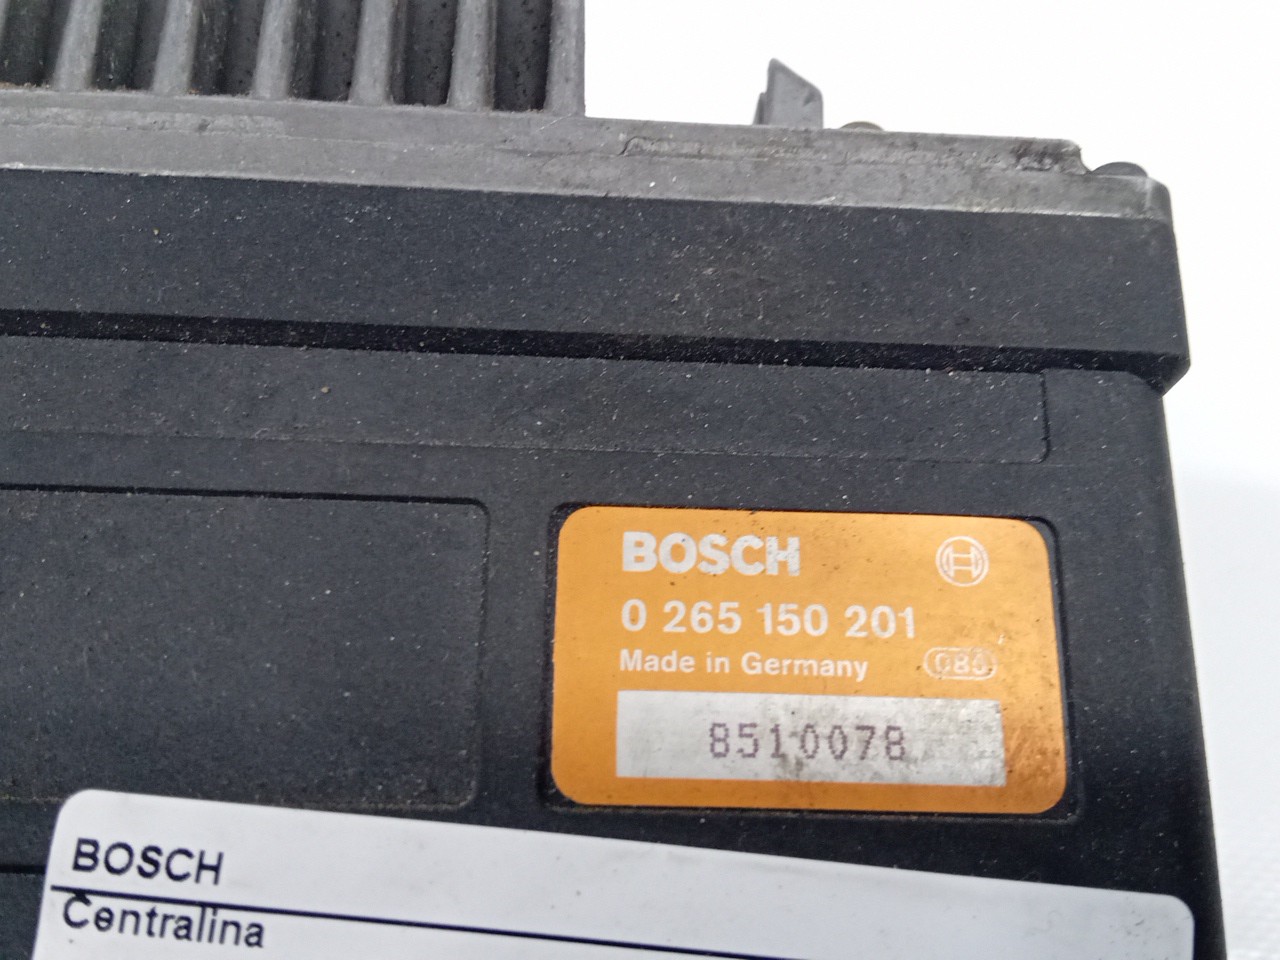 BOSCH
0 265 150 201
Made in Germany
8510078
BOSCH
Centralina